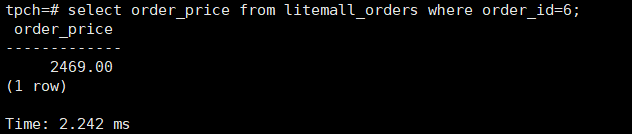 tpch=# select order_price from litemall_orders where order_id=6;
order_price
-------------
2469.00
(1 row)
Time: 2.242 ms